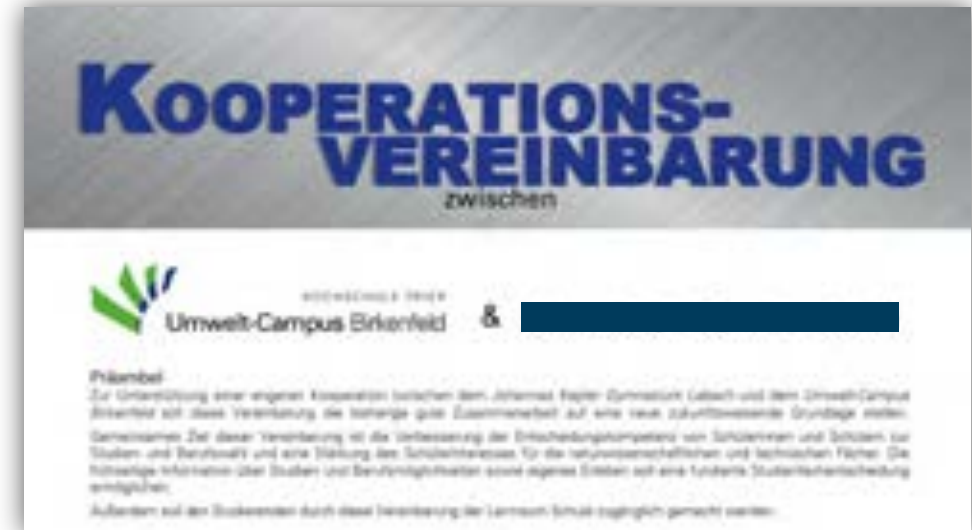 KOOPERATIONS-
VEREINBARUNG
zwischen
HOCHSCHULE TRIER
Umwelt-Campus Birkenfeld &
Präambel
Zur Unterstützung einer engeren Kooperation zwischen dem Johannes Kepler Gymnasium Lebach und dem Umwelt-Campus
Birkenfeld soll diese Vereinbarung die bisherige gute Zusammenarbeit auf eine neue zukunftsweisende Grundlage stellen.
Gemeinsames Ziel dieser Vereinbarung ist die Verbesserung der Entscheidungskompetenz von Schülerinnen und Schülern zur
Studien- und Berufswahl und eine Stärkung des Schülerinteresses für die naturwissenschaftlichen und technischen Fächer. Die
frühzeitige Information über Studien- und Berufsmöglichkeiten sowie eigenes Erleben soll eine fundierte Studienfachentscheidung
ermöglichen.
Außerdem soll den Studierenden durch diese Vereinbarung der Lernraum Schule zugänglich gemacht werden.